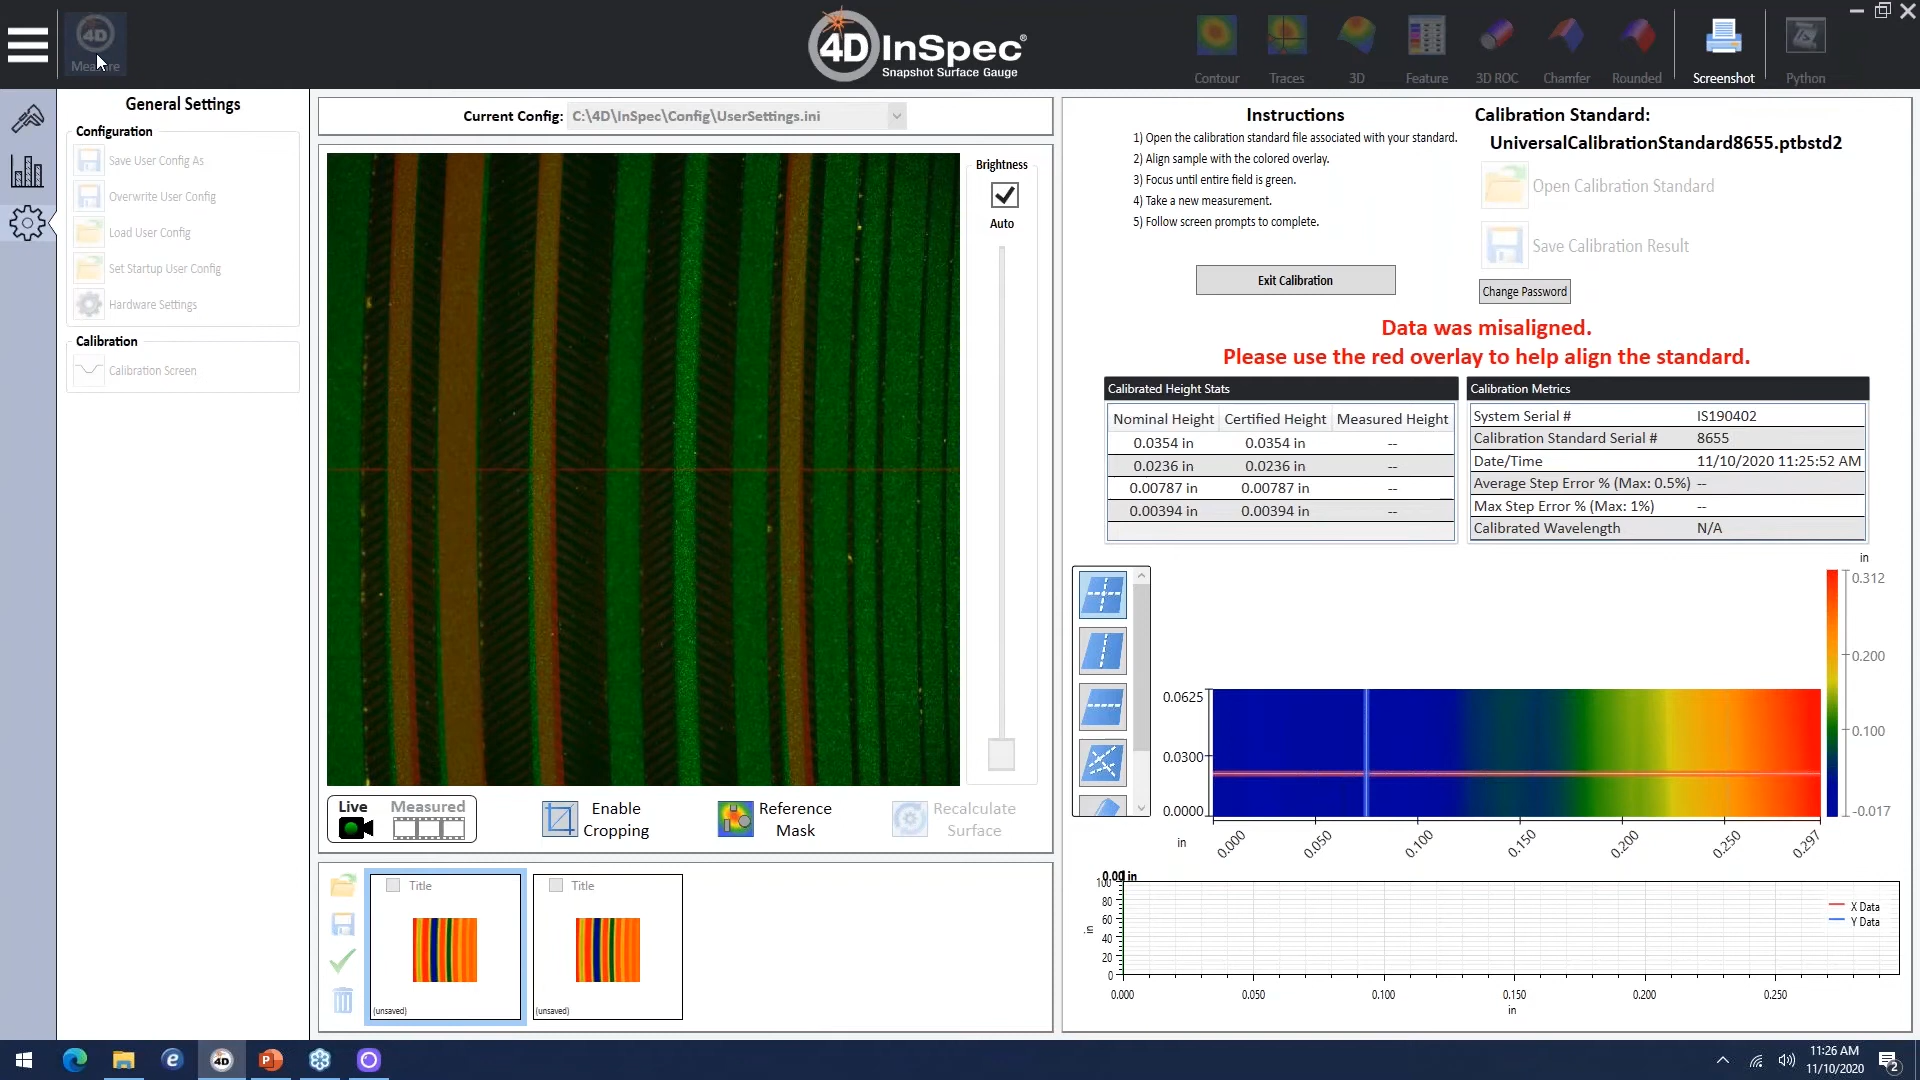 4D
Measure
4D InSpec®
Snapshot Surface Gauge
Contour
Traces
3D
Feature
3D ROC
Chamfer
Rounded
Screenshot
Python
General Settings
Configuration
Save User Config As
Overwrite User Config
Load User Config
Set Startup User Config
Hardware Settings
Calibration
Calibration Screen
Current Config: C:\4D\InSpec\Config\UserSettings.ini
Brightness
Auto
Live
Measured
Enable
Cropping
Reference
Mask
Recalculate
Surface
Title
(unsaved)
Title
(unsaved)
Instructions
1) Open the calibration standard file associated with your standard.
2) Align sample with the colored overlay.
3) Focus until entire field is green.
4) Take a new measurement.
5) Follow screen prompts to complete.
Exit Calibration
Calibration Standard:
UniversalCalibrationStandard8655.ptbstd2
Open Calibration Standard
Save Calibration Result
Change Password
Data was misaligned.
Please use the red overlay to help align the standard.
Calibrated Height Stats
Nominal Height Certified Height Measured Height
0.0354 in 0.0354 in --
0.0236 in 0.0236 in --
0.00787 in 0.00787 in --
0.00394 in 0.00394 in --
Calibration Metrics
System Serial # IS190402
Calibration Standard Serial # 8655
Date/Time 11/10/2020 11:25:52 AM
Average Step Error % (Max: 0.5%) --
Max Step Error % (Max: 1%) --
Calibrated Wavelength N/A
in
0.312
0.200
0.100
-0.017
0.0625
0.0300
0.0000
in
0.000
0.050
0.100
0.150
0.200
0.250
0.297
0.00 in
100
80
60
40
20
0
in
X Data
Y Data
0.000
0.050
0.100
0.150
0.200
0.250
in
4D
P
11:26 AM
11/10/2020
2